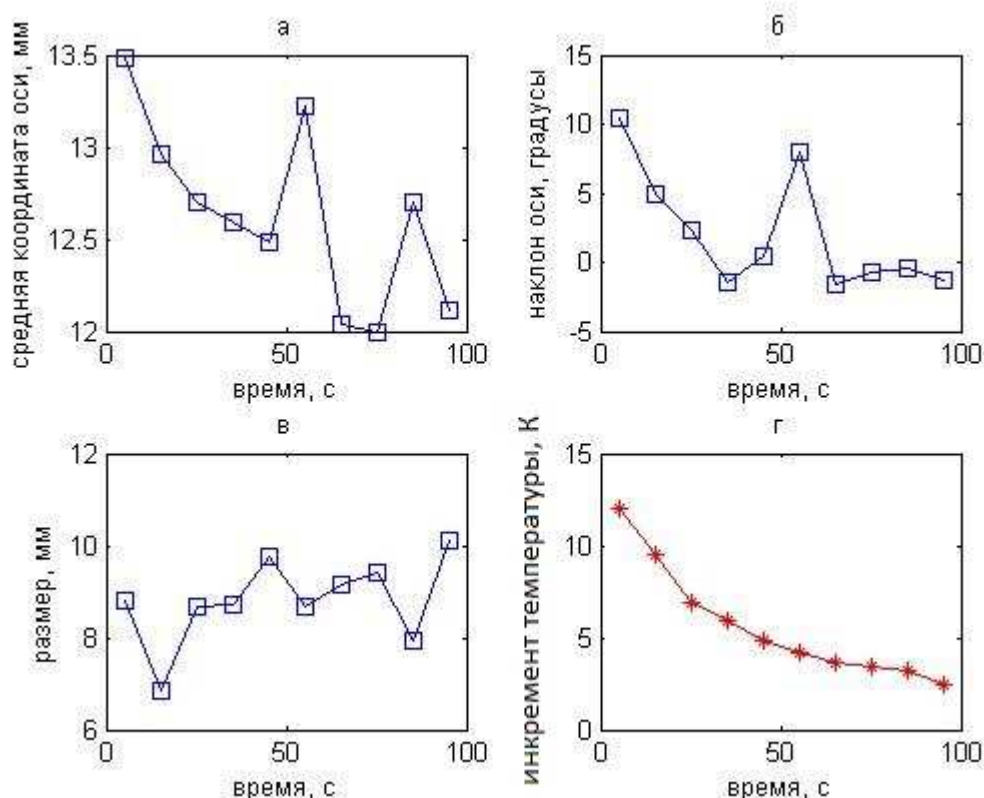 а
средняя координата оси, мм
13.5
13
12.5
12
0
50
100
время, с
б
наклон оси, градусы
15
10
5
0
-5
0
50
100
время, с
в
размер, мм
12
10
8
6
0
50
100
время, с
г
инкремент температуры, К
15
10
5
0
0
50
100
время, с